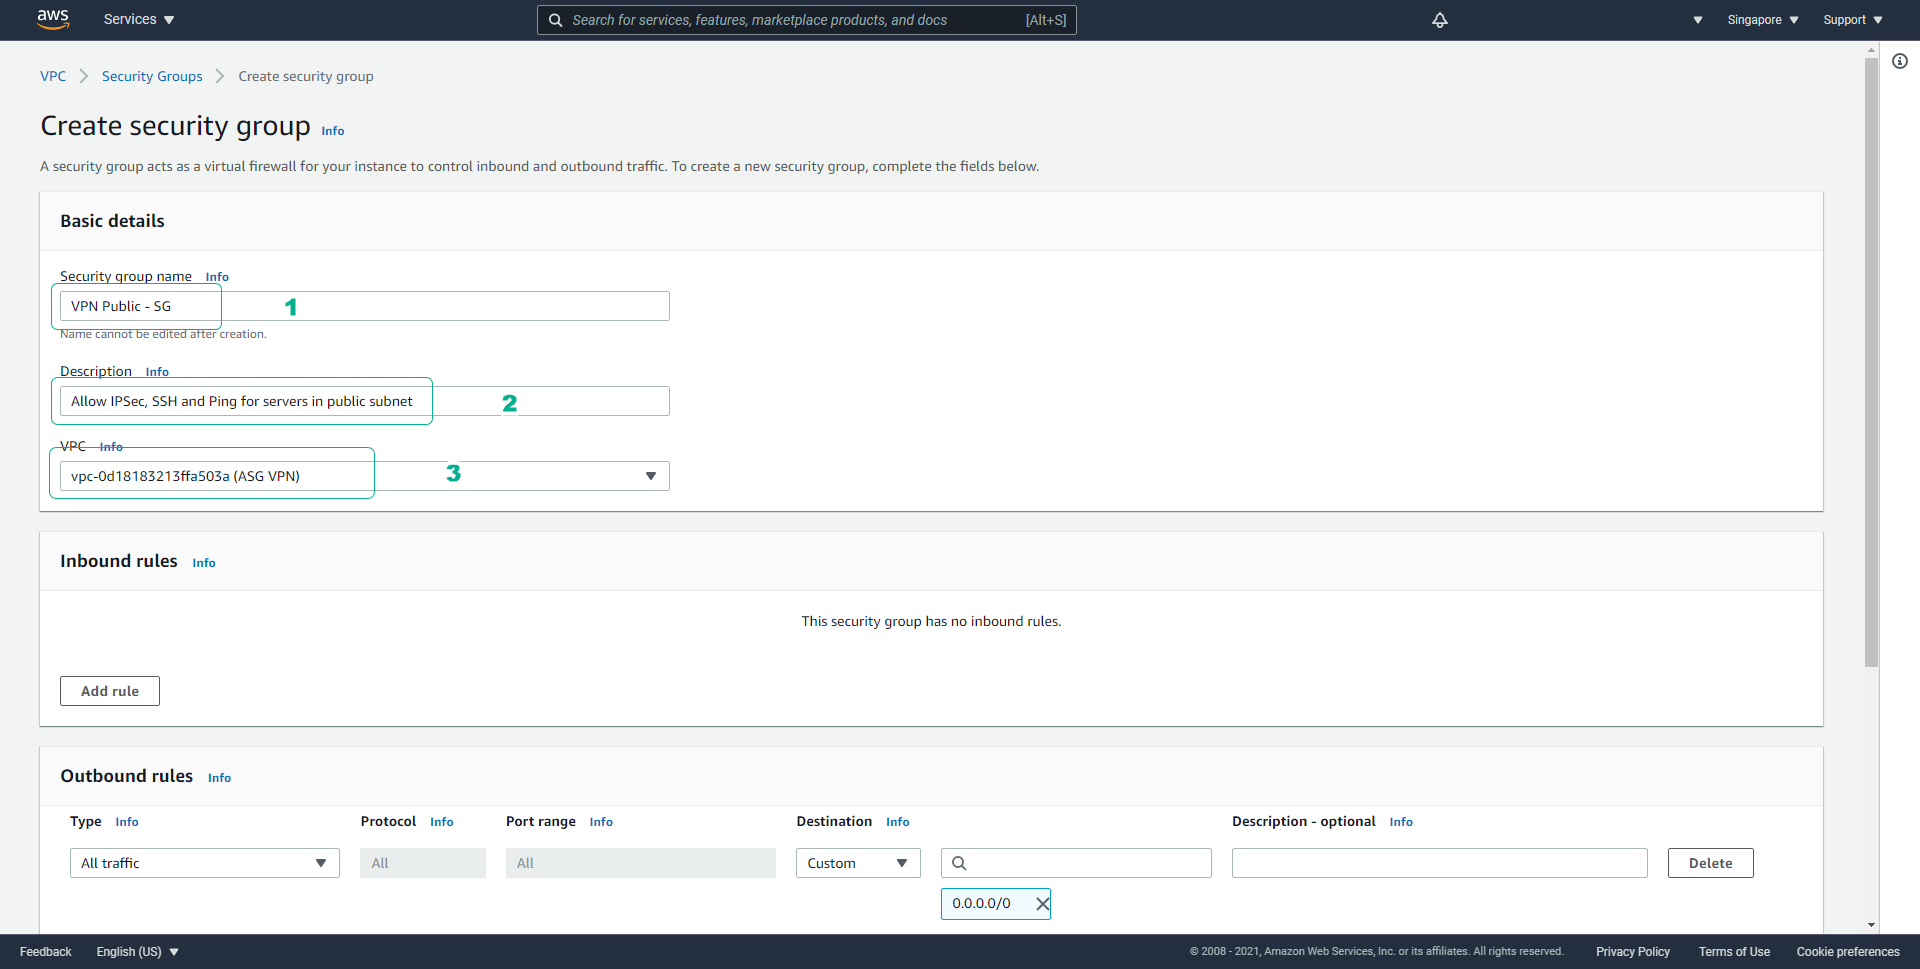 aws Services Search for services, features, marketplace products, and docs [Alt+S] Singapore Support
VPC Security Groups Create security group
Create security group Info
A security group acts as a virtual firewall for your instance to control inbound and outbound traffic. To create a new security group, complete the fields below.
Basic details
Security group name Info
VPN Public - SG 1
Name cannot be edited after creation.
Description Info
Allow IPSec, SSH and Ping for servers in public subnet 2
VPC Info
vpc-0d18183213ffa503a (ASG VPN) 3
Inbound rules Info
This security group has no inbound rules.
Add rule
Outbound rules Info
Type Info Protocol Info Port range Info Destination Info Description - optional Info
All traffic All All Custom Delete
0.0.0.0/0
Feedback English (US) © 2008 - 2021, Amazon Web Services, Inc. or its affiliates. All rights reserved. Privacy Policy Terms of Use Cookie preferences